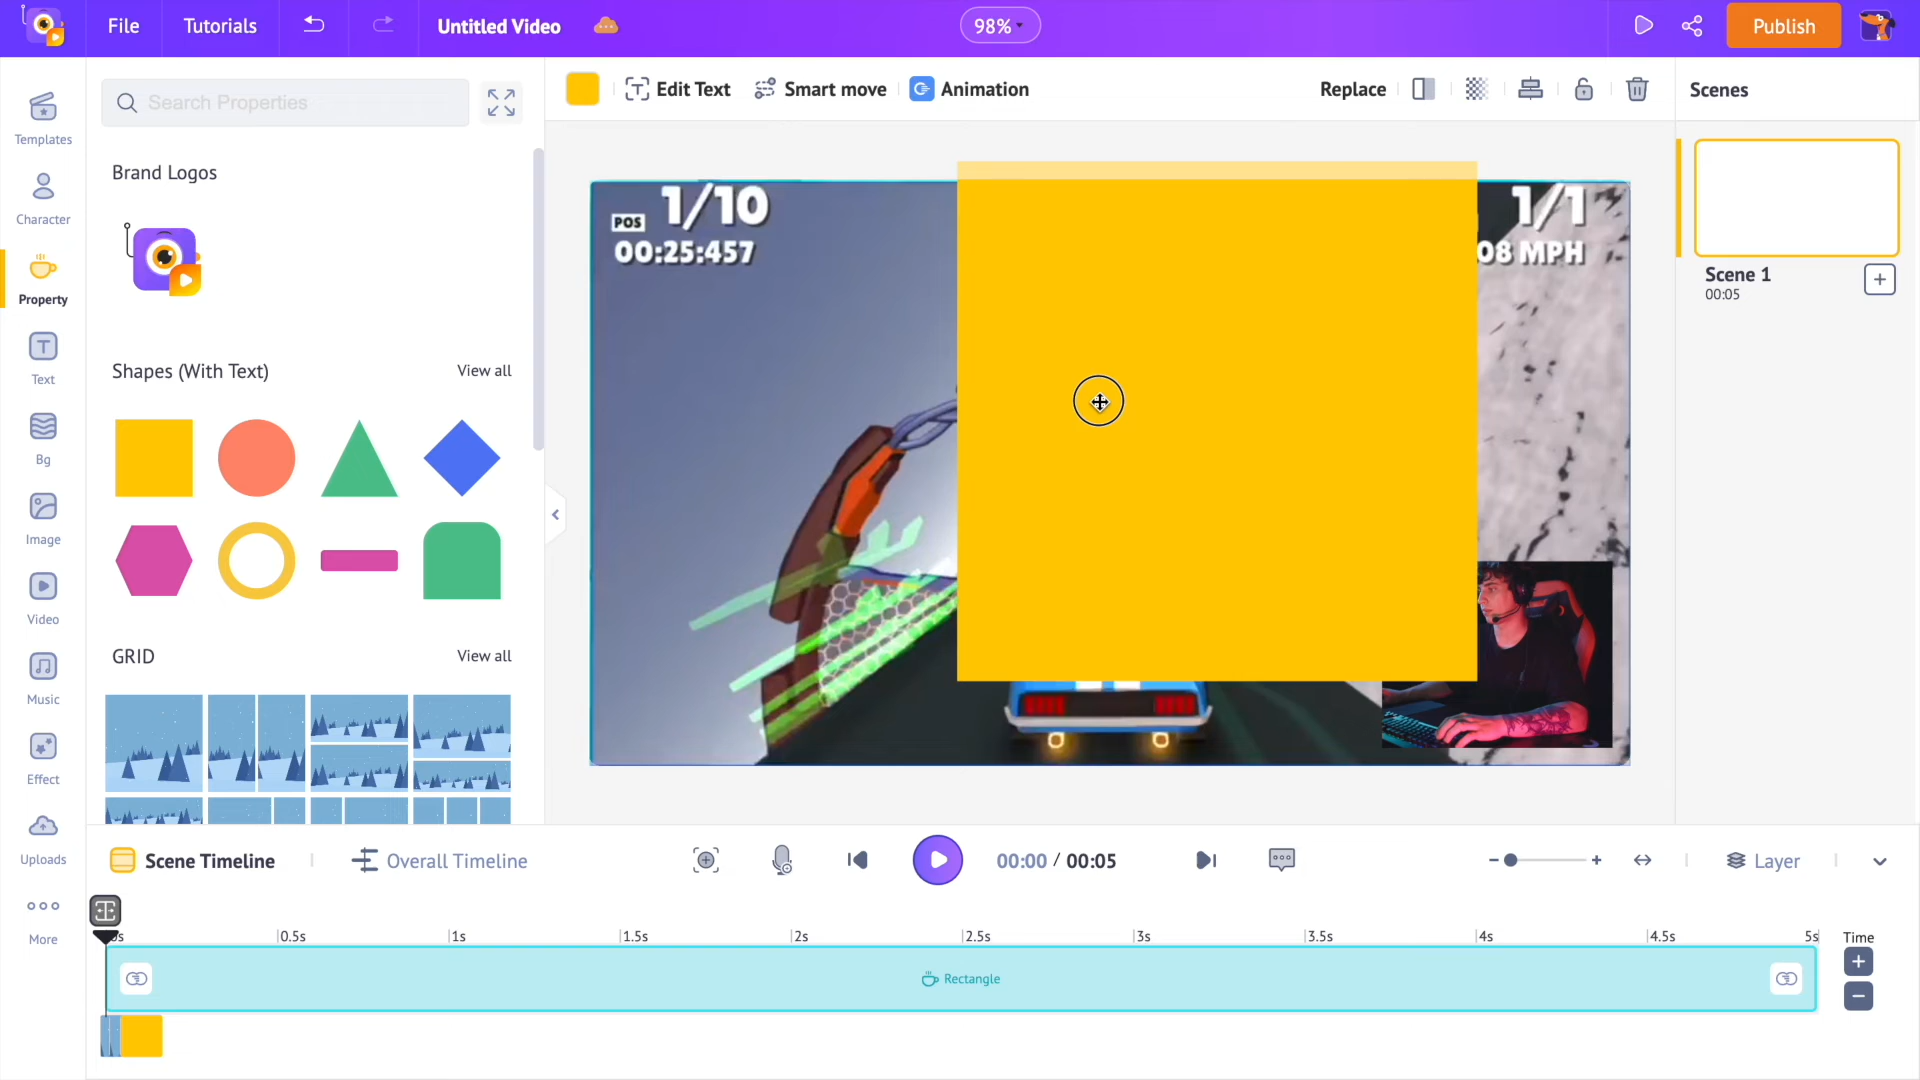 File
Tutorials
Untitled Video
98%
Publish
Templates
Character
Property
Text
Bg
Image
Video
Music
Effect
Uploads
More
Search Properties
Brand Logos
Shapes (With Text)
View all
GRID
View all
Edit Text
Smart move
Animation
Replace
POS 1/10
00:25:457
1/1
08 MPH
Scenes
Scene 1
00:05
Scene Timeline
Overall Timeline
00:00 / 00:05
Layer
0.5s
1s
1.5s
2s
2.5s
3s
3.5s
4s
4.5s
5s
Time
Rectangle